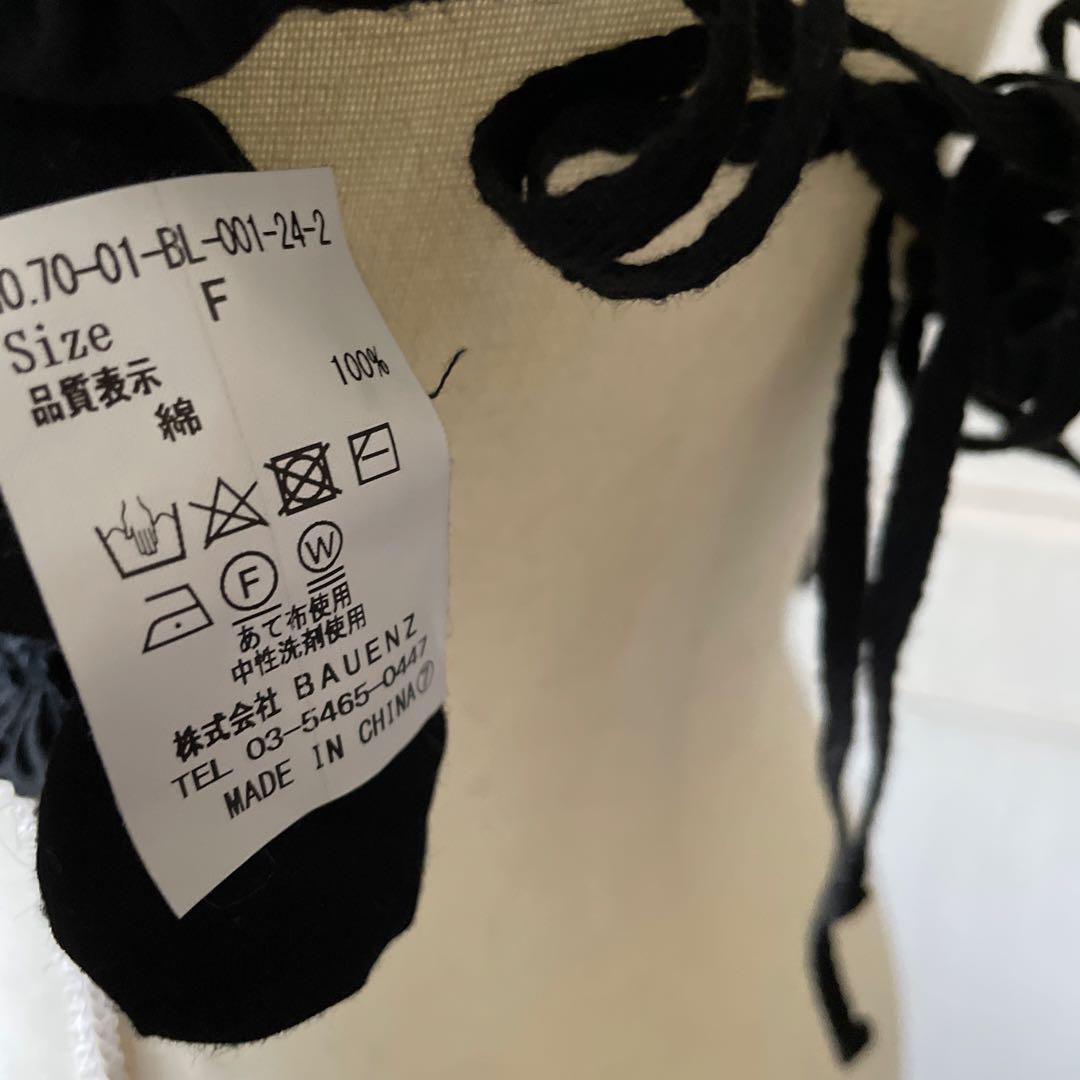 0.70-01-BL-001-24-2
Size F
品質表示
綿 100%
F W
あて布使用
中性洗剤使用
株式会社 BAUENZ
TEL 03-5465-0447
MADE IN CHINA⑦